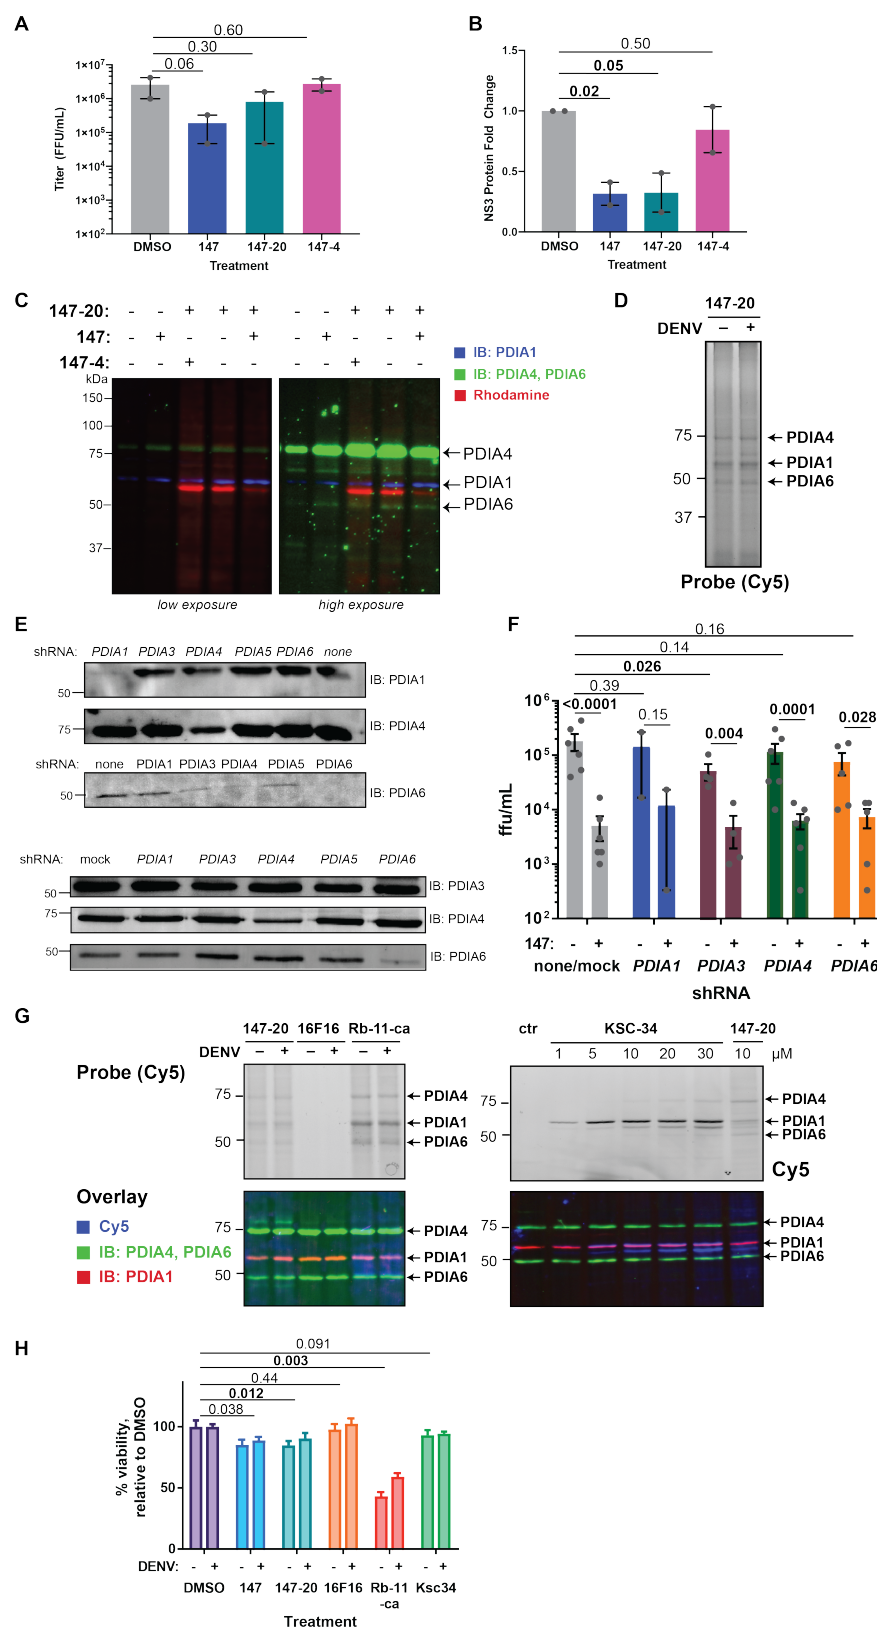 A
0.60
0.30
0.06
1×10⁷
1×10⁶
1×10⁵
1×10⁴
1×10³
1×10²
Titer (FFU/mL)
DMSO 147 147-20 147-4
Treatment
B
0.50
0.05
0.02
1.5
1.0
0.5
0.0
NS3 Protein Fold Change
DMSO 147 147-20 147-4
Treatment
C
147-20: - - + + + - - + + +
147: - + - - + - + - - +
147-4: - - + - - - - + - -
kDa
150
100
75
50
37
PDIA4
PDIA1
PDIA6
low exposure
high exposure
IB: PDIA1
IB: PDIA4, PDIA6
Rhodamine
D
147-20
DENV – +
75
50
37
PDIA4
PDIA1
PDIA6
Probe (Cy5)
E
shRNA: PDIA1 PDIA3 PDIA4 PDIA5 PDIA6 none
50
IB: PDIA1
75
IB: PDIA4
shRNA: none PDIA1 PDIA3 PDIA4 PDIA5 PDIA6
50
IB: PDIA6
shRNA: mock PDIA1 PDIA3 PDIA4 PDIA5 PDIA6
50
IB: PDIA3
75
IB: PDIA4
50
IB: PDIA6
F
0.16
0.14
0.026
0.39
<0.0001 0.15 0.004 0.0001 0.028
10⁶
10⁵
10⁴
10³
10²
ffu/mL
147: - + - + - + - + - +
none/mock PDIA1 PDIA3 PDIA4 PDIA6
shRNA
G
147-20 16F16 Rb-11-ca
DENV – + – + – +
Probe (Cy5)
75
50
PDIA4
PDIA1
PDIA6
Overlay
Cy5
IB: PDIA4, PDIA6
IB: PDIA1
75
50
PDIA4
PDIA1
PDIA6
ctr KSC-34 147-20
1 5 10 20 30 10 µM
75
50
PDIA4
PDIA1
PDIA6
Cy5
75
50
PDIA4
PDIA1
PDIA6
H
0.091
0.003
0.44
0.012
0.038
100
50
0
% viability,
relative to DMSO
DENV: - + - + - + - + - + - +
DMSO 147 147-20 16F16 Rb-11 Ksc34
-ca
Treatment